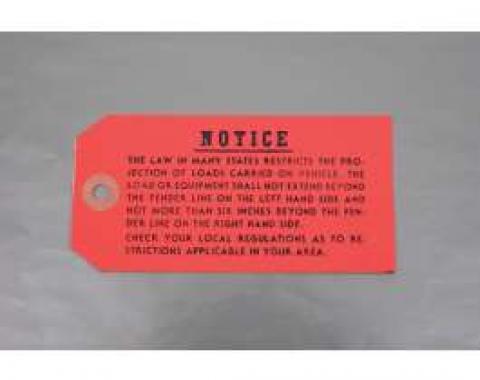 NOTICE
THE LAW IN MANY STATES RESTRICTS THE PRO-
JECTION OF LOADS CARRIED ON VEHICLE. THE
LOAD OR EQUIPMENT SHALL NOT EXTEND BEYOND
THE FENDER LINE ON THE LEFT HAND SIDE AND
NOT MORE THAN SIX INCHES BEYOND THE FEN-
DER LINE ON THE RIGHT HAND SIDE.
CHECK YOUR LOCAL REGULATIONS AS TO RE-
STRICTIONS APPLICABLE IN YOUR AREA.